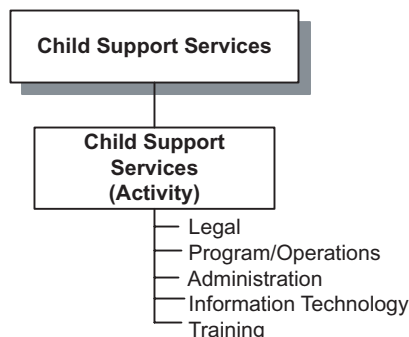 Child Support Services
Child Support
Services
(Activity)
Legal
Program/Operations
Administration
Information Technology
Training